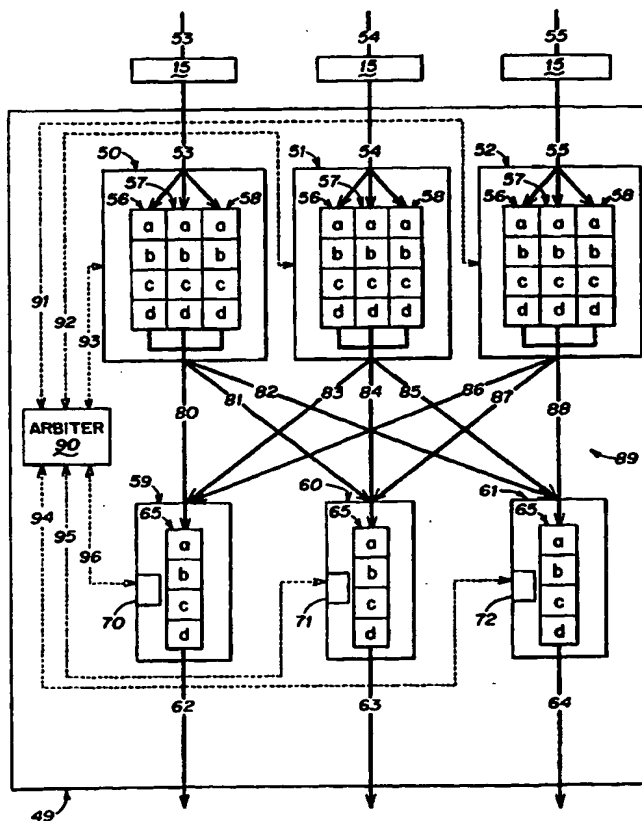 53 54 55
15 15 15
50 53 51 54 52 55
57 57 57
56 58 56 58 56 58
a a a a a a a a a
b b b b b b b b b
c c c c c c c c c
d d d d d d d d d
91 92 93
80 81 82 83 84 85 86 87 88
ARBITER
90
89
59 60 61
94 95 96
65 65 65
a a a
b b b
c c c
d d d
70 71 72
62 63 64
49